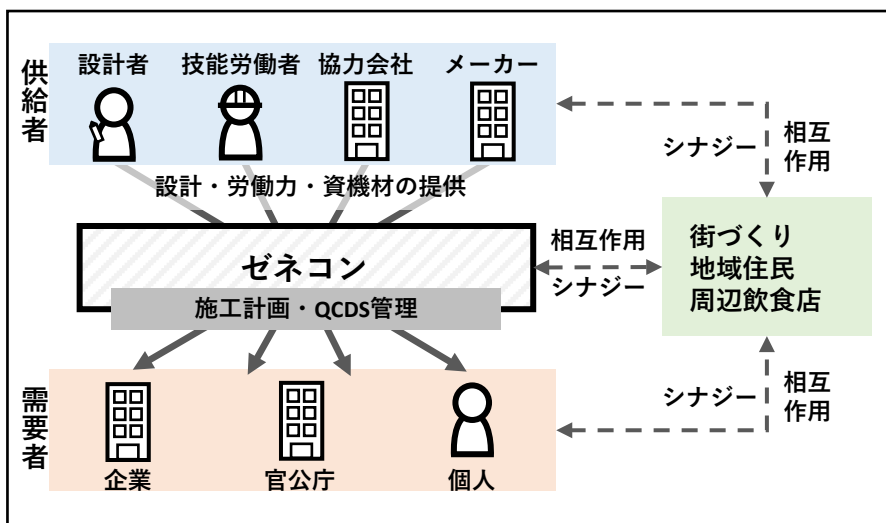 供給者
設計者
技能労働者
協力会社
メーカー
設計・労働力・資機材の提供
シナジー
相互
作用
ゼネコン
施工計画・QCDS管理
相互作用
シナジー
街づくり
地域住民
周辺飲食店
需要者
企業
官公庁
個人
シナジー
相互
作用